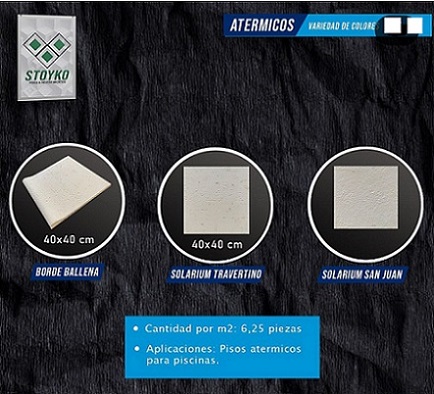 ATERMICOS
VARIEDAD DE COLORE
STOYKO
40x40 cm
40x40 cm
BORDE BALLENA
SOLARIUM TRAVERTINO
SOLARIUM SAN JUAN
• Cantidad por m2: 6,25 piezas
• Aplicaciones: Pisos atermicos
para piscinas.